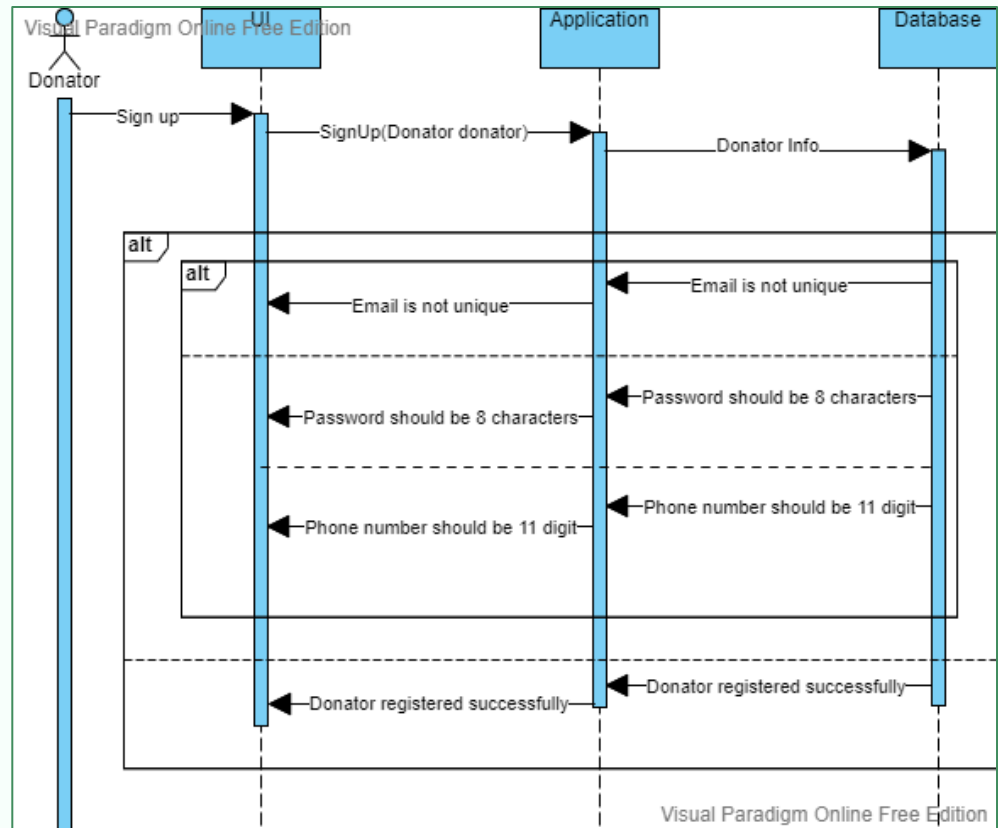 Visual Paradigm Online Free Edition
UI
Application
Database
Donator
Sign up
SignUp(Donator donator)
Donator Info
alt
alt
Email is not unique
Email is not unique
Password should be 8 characters
Password should be 8 characters
Phone number should be 11 digit
Phone number should be 11 digit
Donator registered successfully
Donator registered successfully
Visual Paradigm Online Free Edition